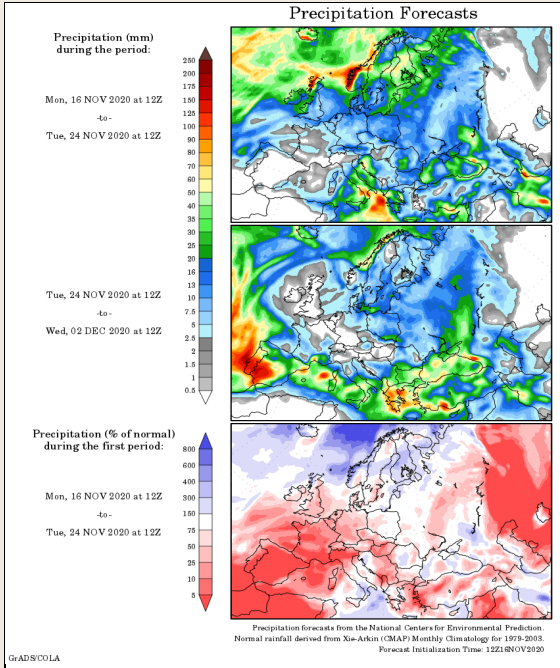 Precipitation Forecasts
Precipitation (mm)
during the period:
Mon, 16 NOV 2020 at 12Z
-to-
Tue, 24 NOV 2020 at 12Z
250
200
175
150
125
100
90
80
70
60
50
40
35
30
25
20
16
13
10
7.5
5
2.5
2
1.5
1
0.5
Tue, 24 NOV 2020 at 12Z
-to-
Wed, 02 DEC 2020 at 12Z
Precipitation (% of normal)
during the first period:
Mon, 16 NOV 2020 at 12Z
-to-
Tue, 24 NOV 2020 at 12Z
800
600
400
300
150
75
50
25
10
5
Precipitation forecasts from the National Centers for Environmental Prediction.
Normal rainfall derived from Xie-Arkin (CMAP) Monthly Climatology for 1979-2003.
Forecast Initialization Time: 12Z16NOV2020
GrADS/COLA